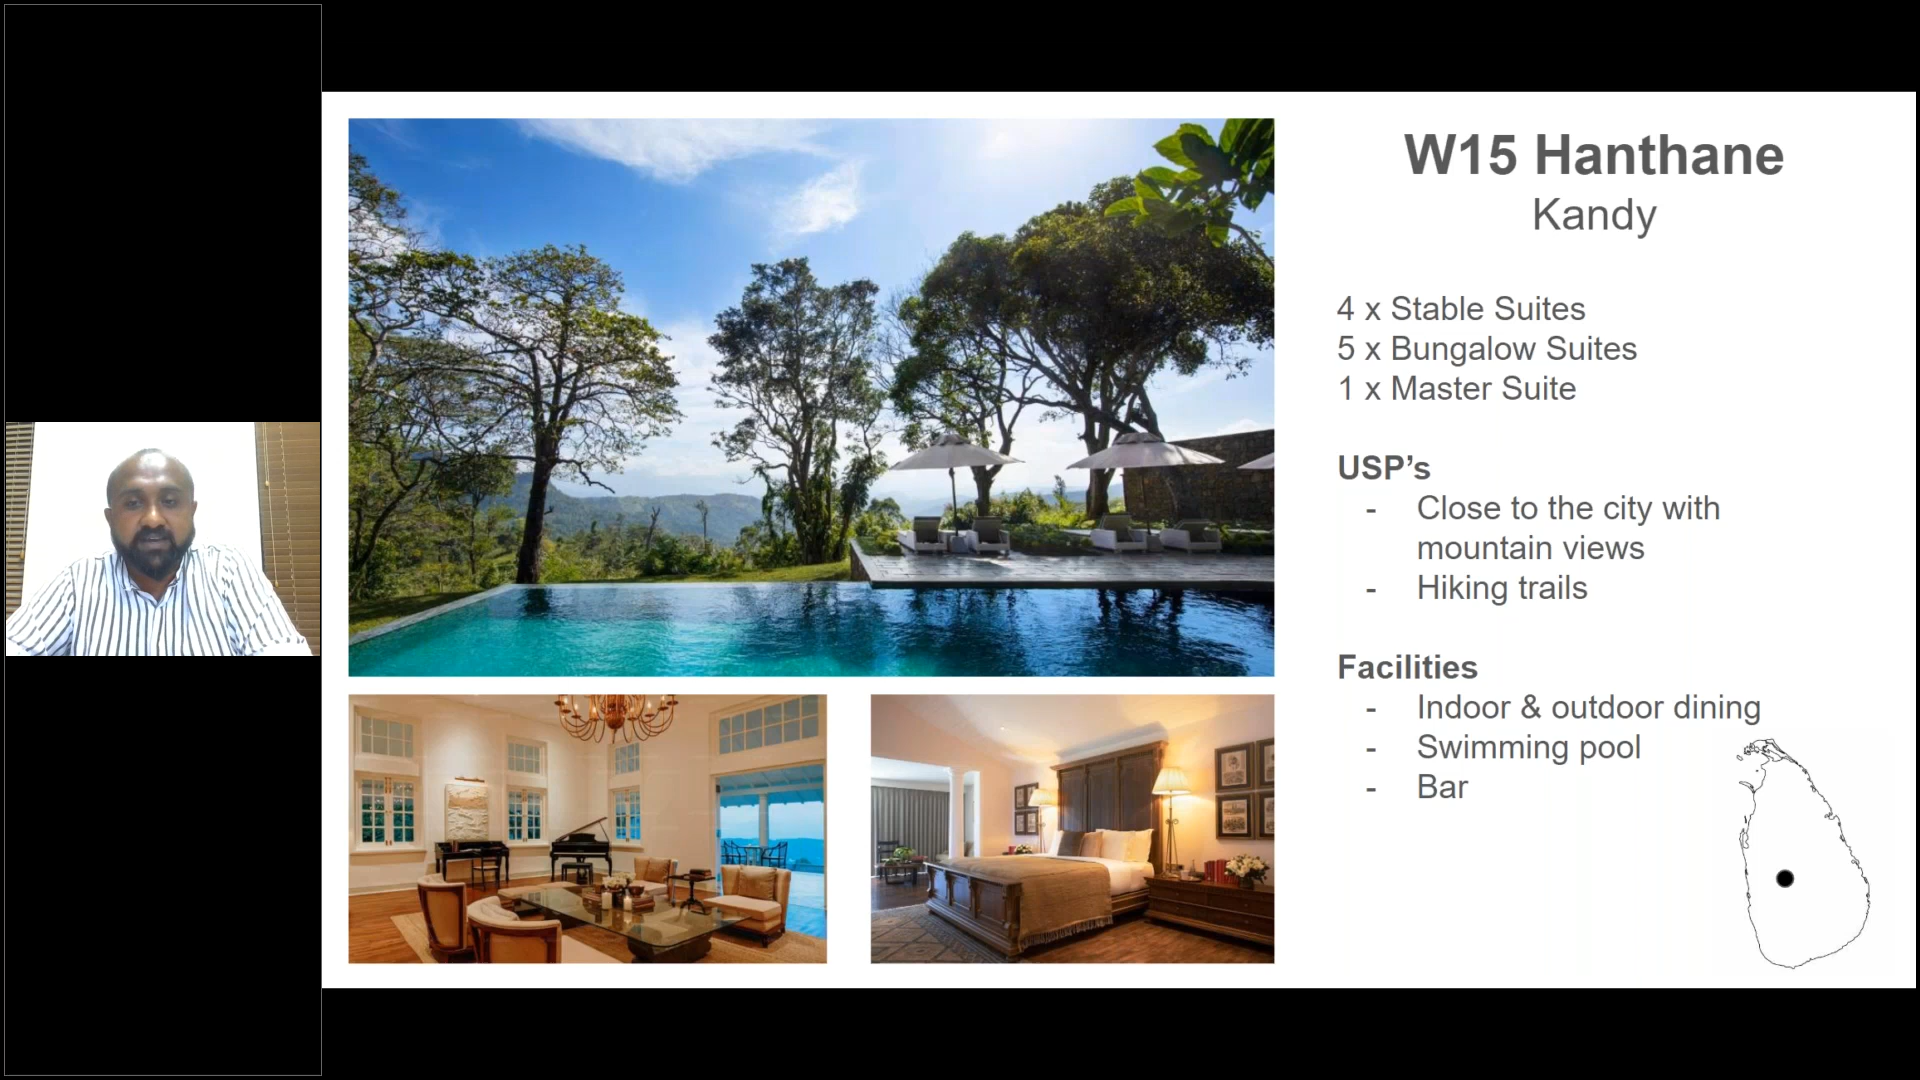 W15 Hanthane
Kandy
4 x Stable Suites
5 x Bungalow Suites
1 x Master Suite
USP’s
- Close to the city with
mountain views
- Hiking trails
Facilities
- Indoor & outdoor dining
- Swimming pool
- Bar